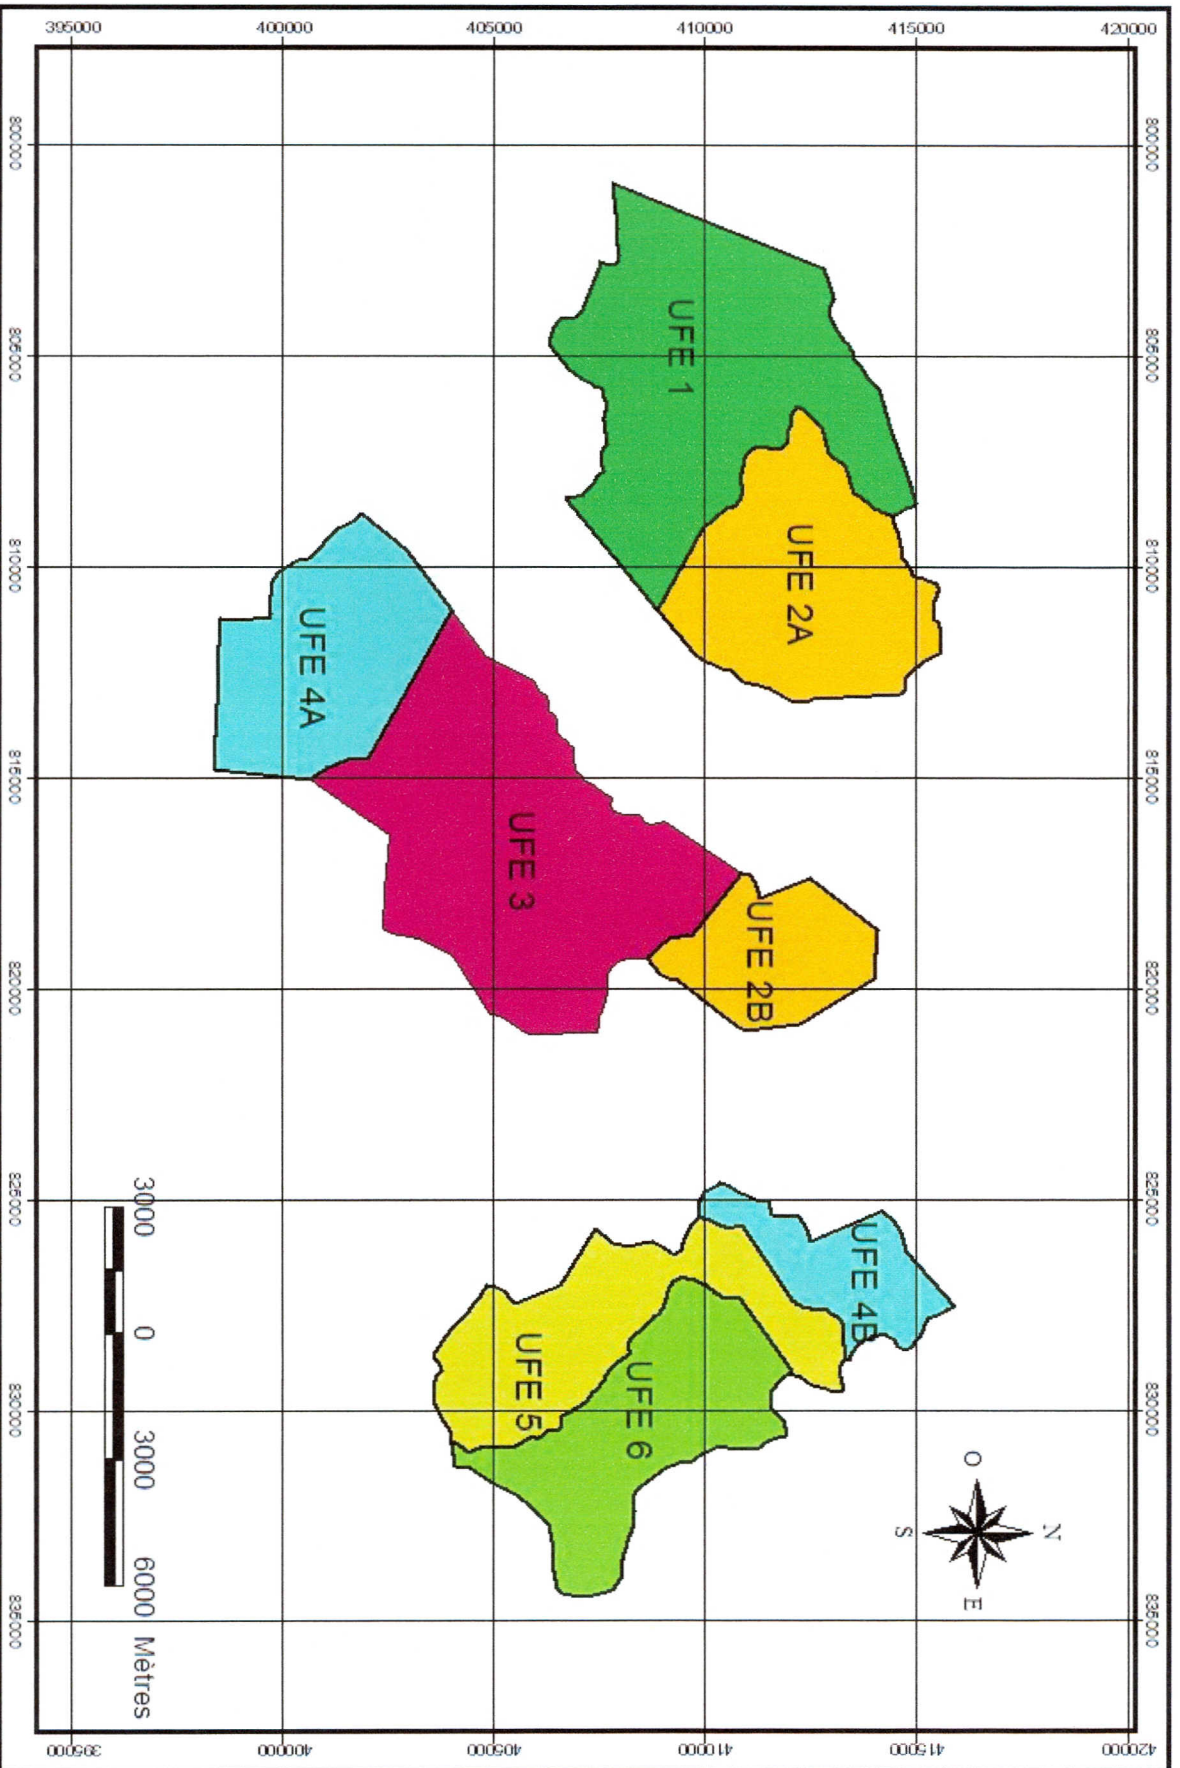 800000 805000 810000 815000 820000 825000 830000 835000
420000 420000
N
O E
S
415000 415000
UFE 4B
UFE 2A
UFE 2B
410000 410000
UFE 1
UFE 6
UFE 5
UFE 3
405000 405000
UFE 4A
400000 400000
3000 0 3000 6000 Mètres
395000 395000
800000 805000 810000 815000 820000 825000 830000 835000